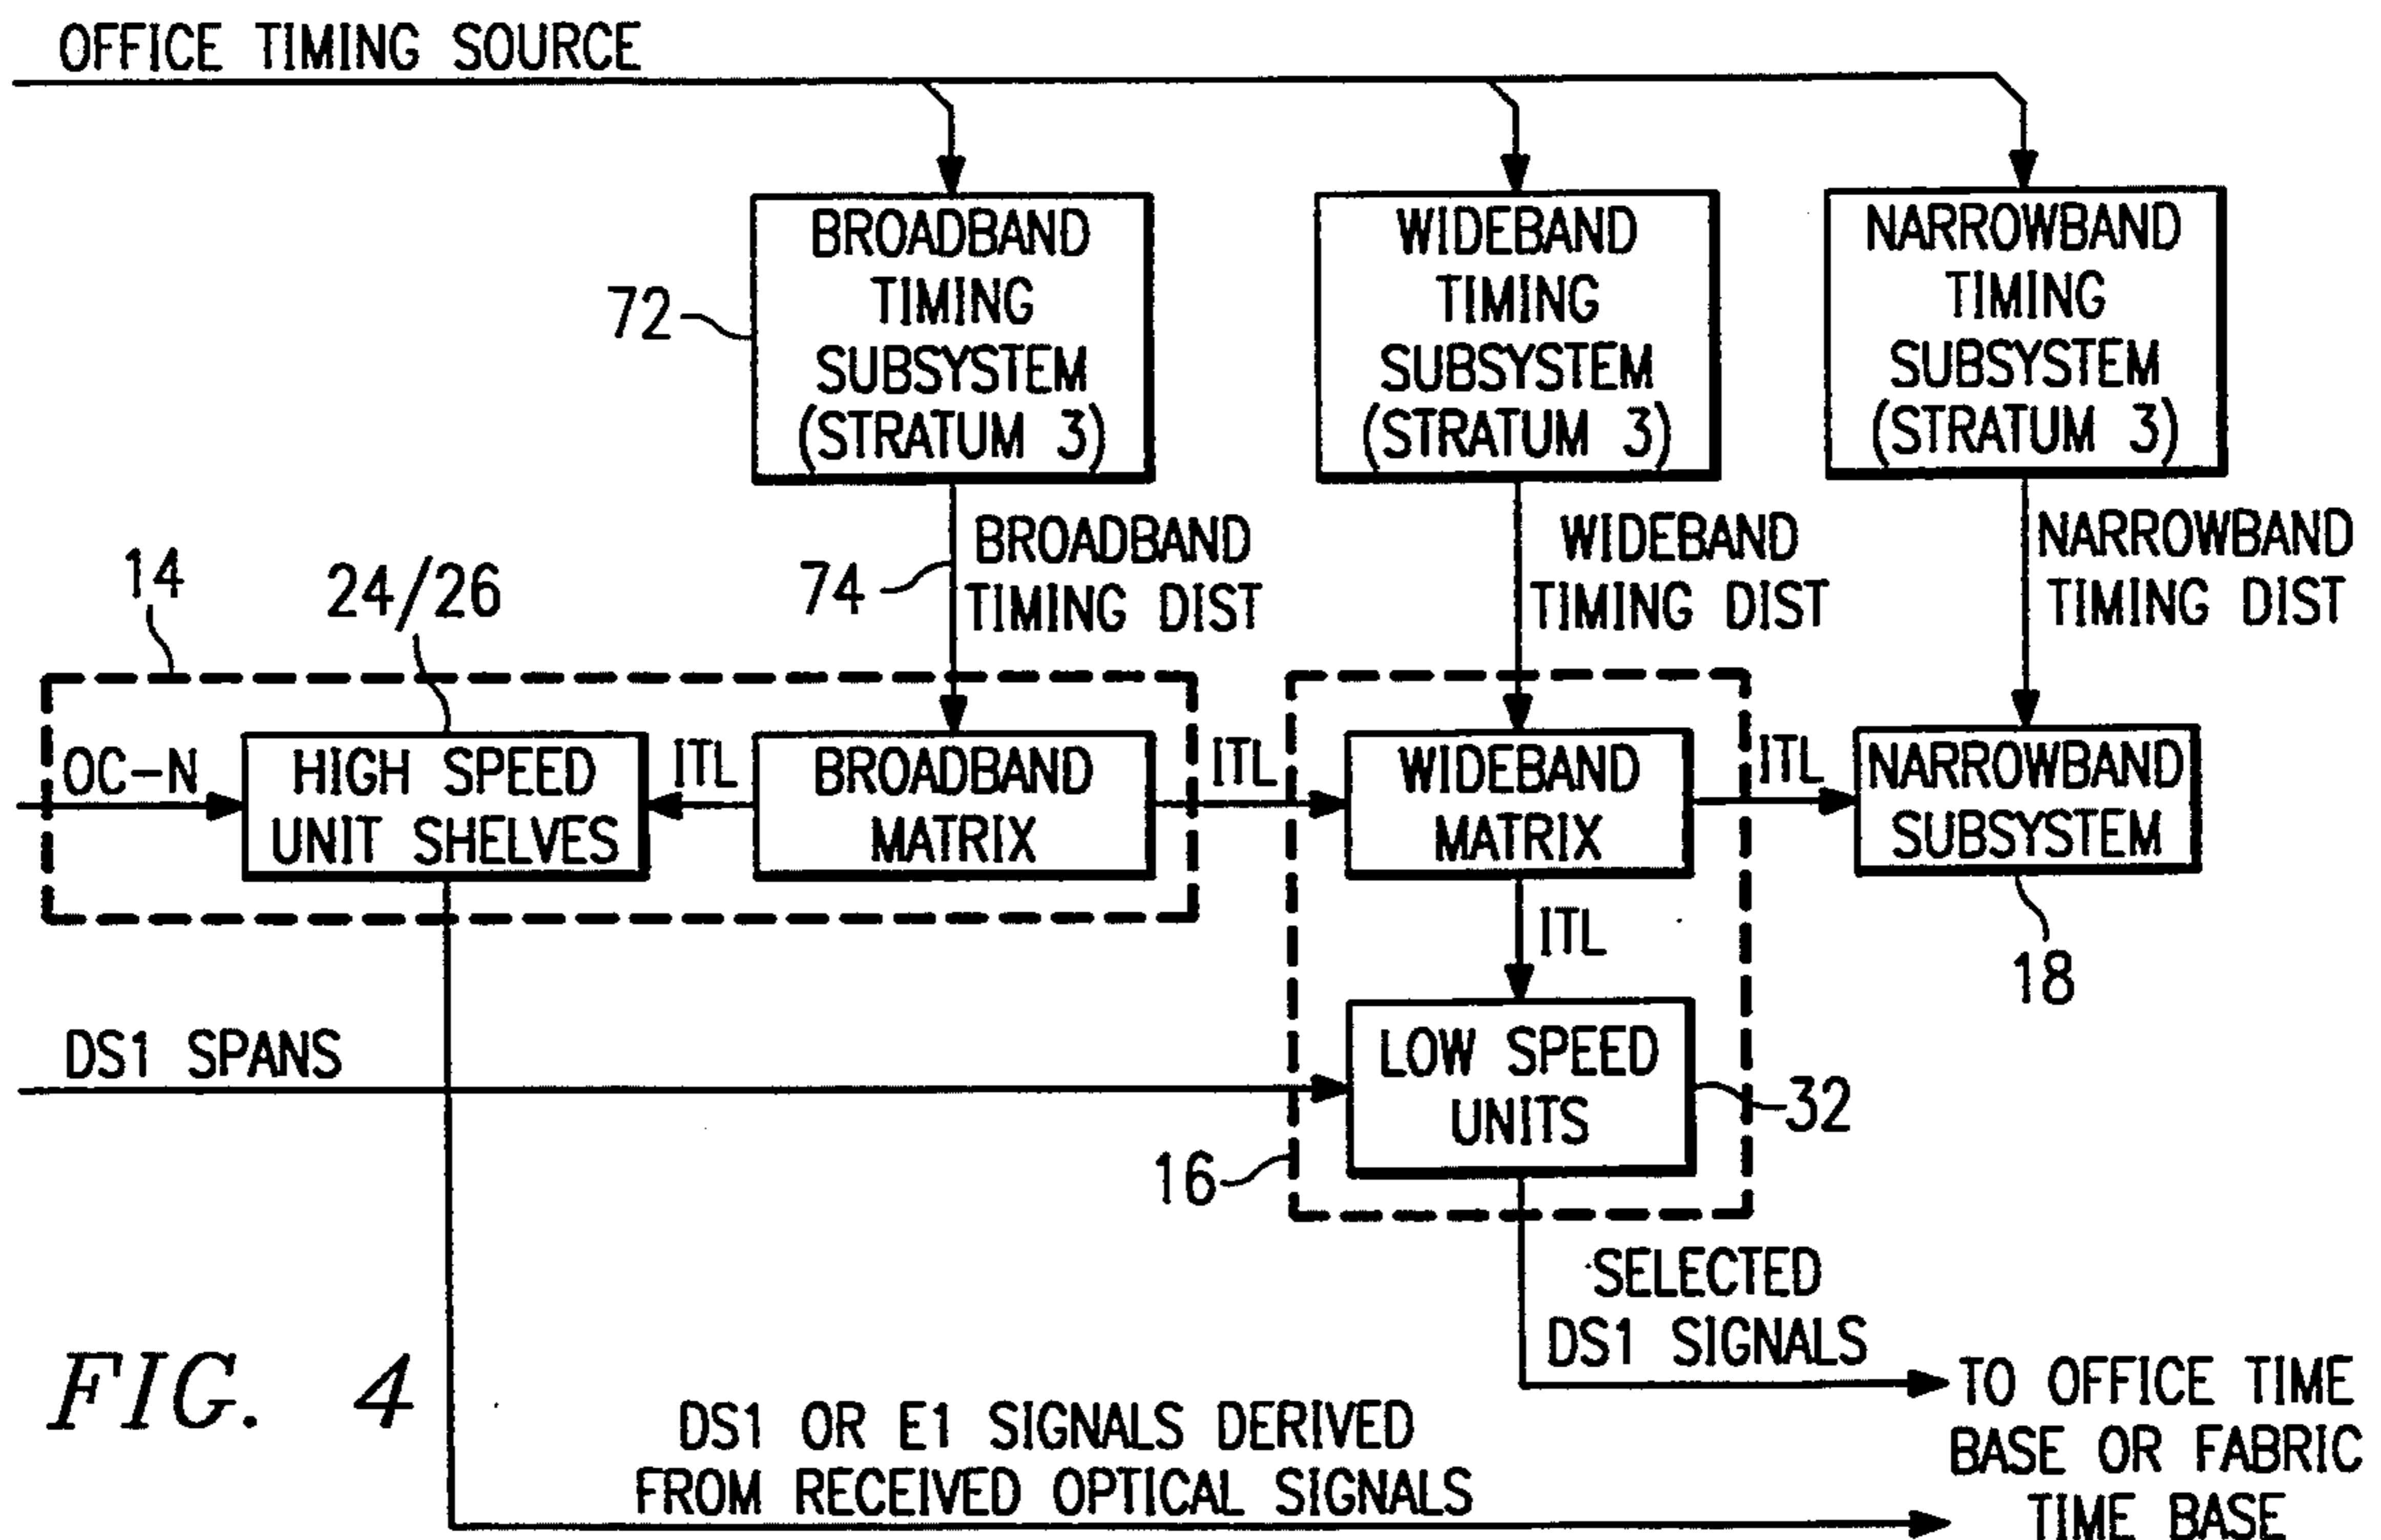 OFFICE TIMING SOURCE
BROADBAND
TIMING
SUBSYSTEM
(STRATUM 3)
72
WIDEBAND
TIMING
SUBSYSTEM
(STRATUM 3)
NARROWBAND
TIMING
SUBSYSTEM
(STRATUM 3)
BROADBAND
TIMING DIST
74
WIDEBAND
TIMING DIST
NARROWBAND
TIMING DIST
14
24/26
OC-N
HIGH SPEED
UNIT SHELVES
ITL
BROADBAND
MATRIX
ITL
WIDEBAND
MATRIX
ITL
NARROWBAND
SUBSYSTEM
18
ITL
DS1 SPANS
LOW SPEED
UNITS
32
16
SELECTED
DS1 SIGNALS
FIG. 4
DS1 OR E1 SIGNALS DERIVED
FROM RECEIVED OPTICAL SIGNALS
TO OFFICE TIME
BASE OR FABRIC
TIME BASE